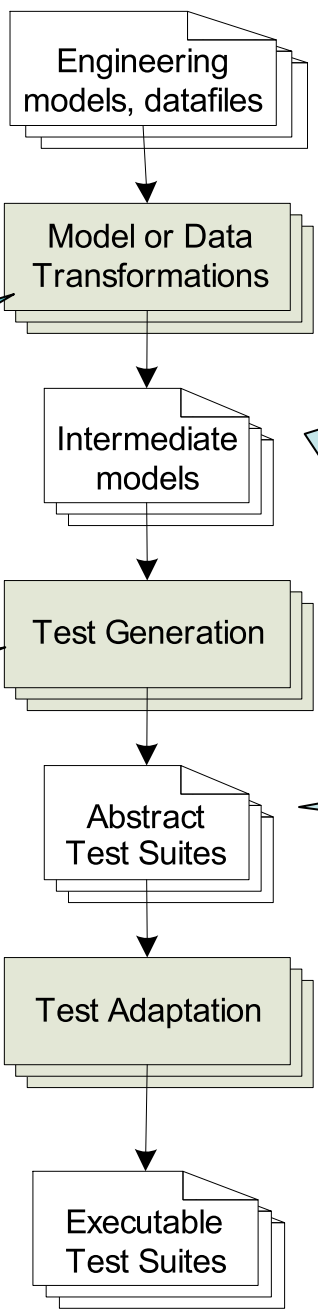 Engineering
models, datafiles
Model or Data
Transformations
Intermediate
models
Test Generation
Abstract
Test Suites
Test Adaptation
Executable
Test Suites